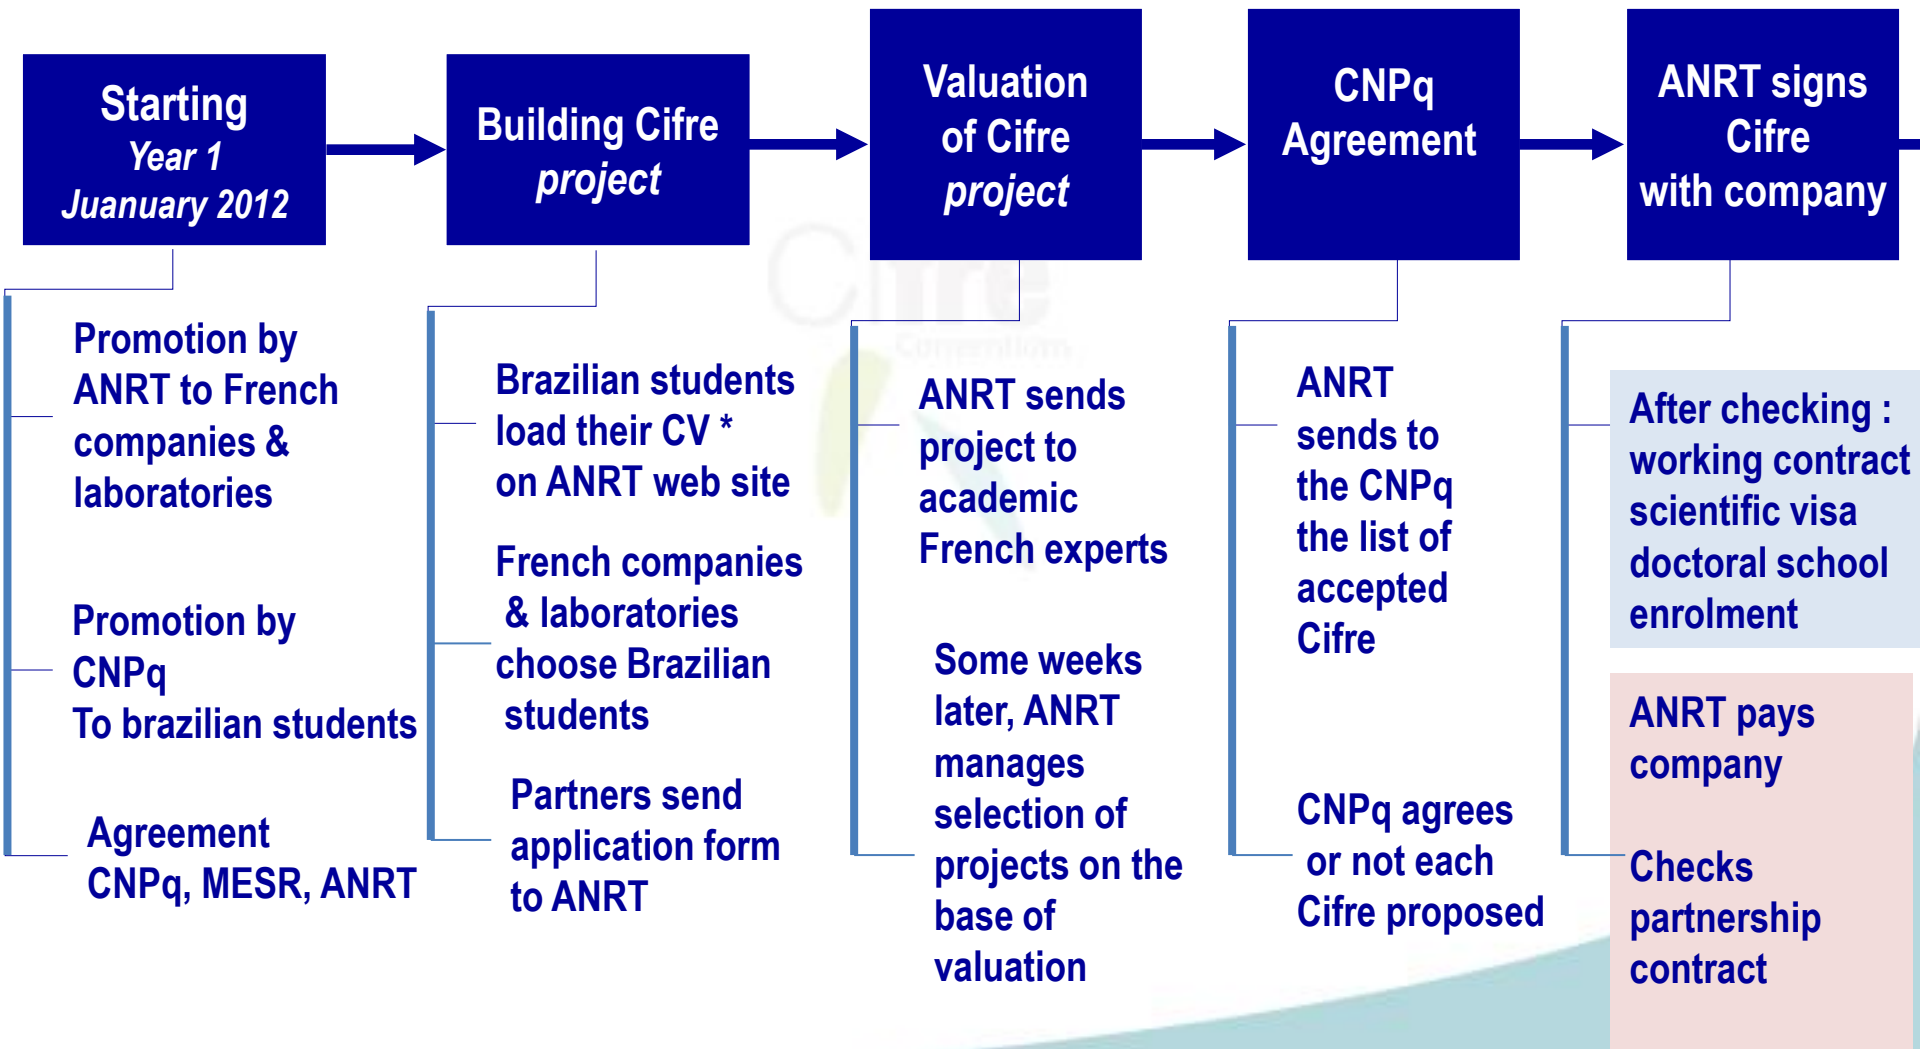 Starting
Year 1
Juanuary 2012
Building Cifre
project
Valuation
of Cifre
project
CNPq
Agreement
ANRT signs
Cifre
with company
Promotion by
ANRT to French
companies &
laboratories
Promotion by
CNPq
To brazilian students
Agreement
CNPq, MESR, ANRT
Brazilian students
load their CV *
on ANRT web site
French companies
& laboratories
choose Brazilian
students
Partners send
application form
to ANRT
ANRT sends
project to
academic
French experts
Some weeks
later, ANRT
manages
selection of
projects on the
base of
valuation
ANRT
sends to
the CNPq
the list of
accepted
Cifre
CNPq agrees
or not each
Cifre proposed
After checking :
working contract
scientific visa
doctoral school
enrolment
ANRT pays
company
Checks
partnership
contract
Cifre